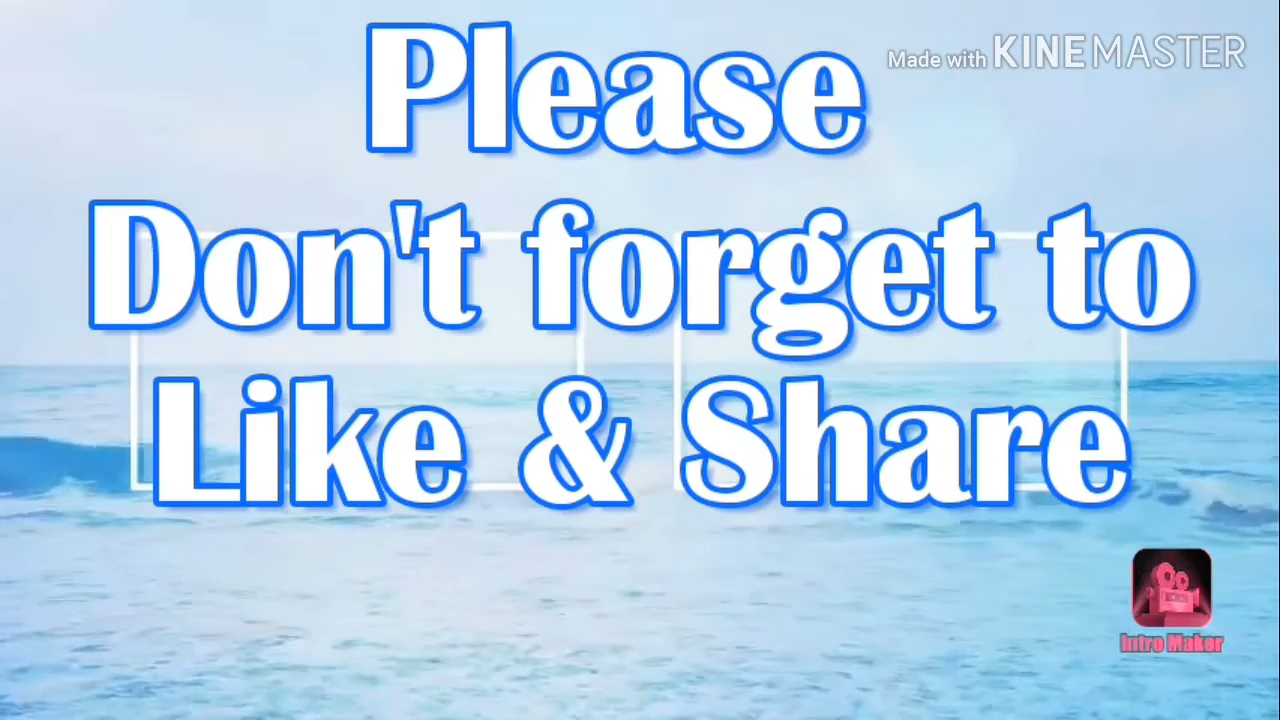 Please
Made with KINEMASTER
Don't forget to
Like & Share
Intro Maker